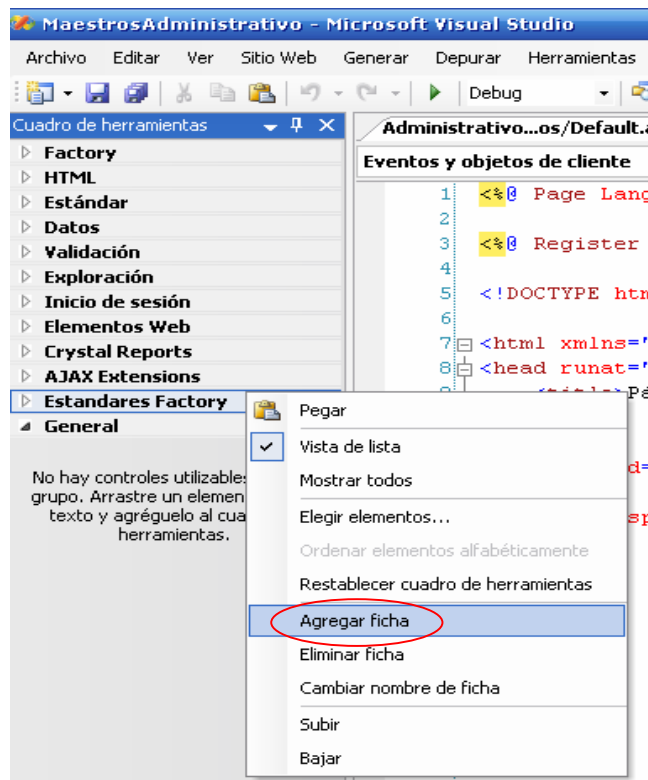 MaestrosAdministrativo - Microsoft Visual Studio
Archivo Editar Ver Sitio Web Generar Depurar Herramientas
Debug
Cuadro de herramientas
Administrativo...os/Default.a
Factory
Eventos y objetos de cliente
HTML
Estándar
Datos
Validación
Exploración
Inicio de sesión
Elementos Web
Crystal Reports
AJAX Extensions
Estandares Factory
General
No hay controles utilizables
grupo. Arrastre un elemen
texto y agréguelo al cua
herramientas.
1 <%@ Page Lang
2
3 <%@ Register
4
5 <!DOCTYPE htm
6
7 <html xmlns="
8 <head runat="
9 <title>Pá
d=
sp
Pegar
Vista de lista
Mostrar todos
Elegir elementos...
Ordenar elementos alfabéticamente
Restablecer cuadro de herramientas
Agregar ficha
Eliminar ficha
Cambiar nombre de ficha
Subir
Bajar